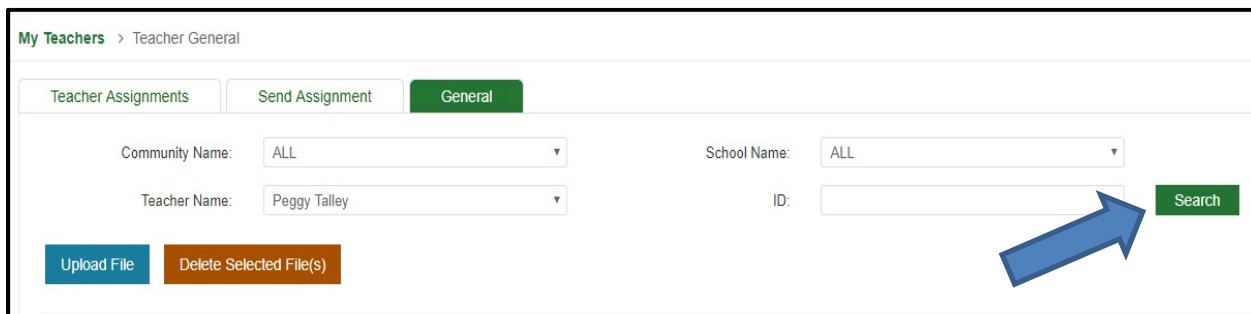 My Teachers > Teacher General
Teacher Assignments Send Assignment General
Community Name: ALL School Name: ALL
Teacher Name: Peggy Talley ID: Search
Upload File Delete Selected File(s)